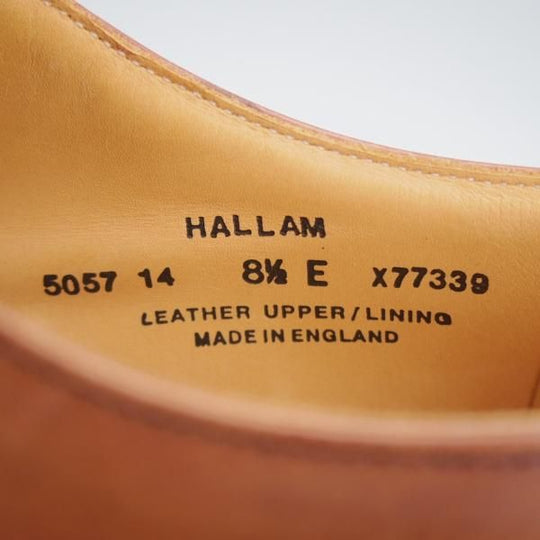 HALLAM
5057 14 8½ E X77339
LEATHER UPPER/LINING
MADE IN ENGLAND